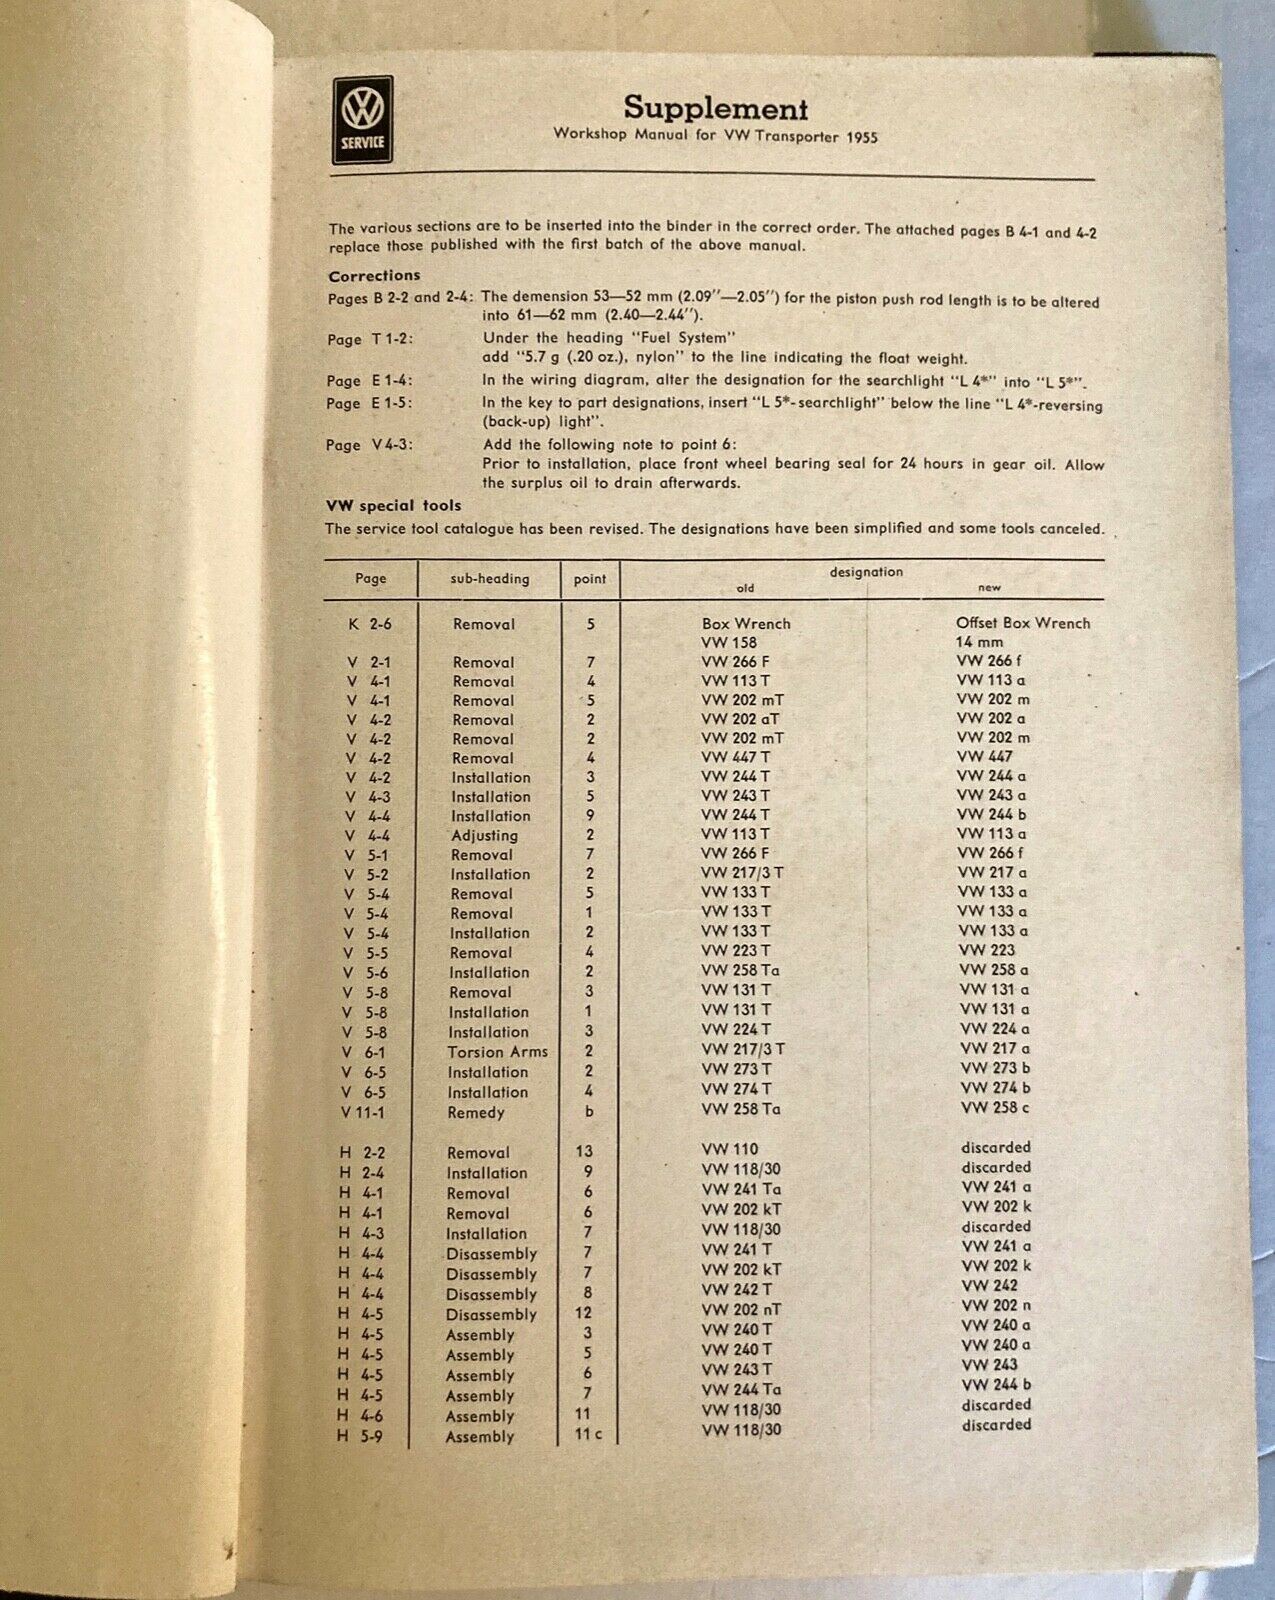 SERVICE
Supplement
Workshop Manual for VW Transporter 1955
The various sections are to be inserted into the binder in the correct order. The attached pages B 4-1 and 4-2
replace those published with the first batch of the above manual.
Corrections
Pages B 2-2 and 2-4: The demension 53—52 mm (2.09″—2.05″) for the piston push rod length is to be altered
into 61—62 mm (2.40—2.44″).
Page T 1-2: Under the heading "Fuel System"
add "5.7 g (.20 oz.), nylon" to the line indicating the float weight.
Page E 1-4: In the wiring diagram, alter the designation for the searchlight "L 4*" into "L 5*".
Page E 1-5: In the key to part designations, insert "L 5*-searchlight" below the line "L 4*-reversing
(back-up) light".
Page V 4-3: Add the following note to point 6:
Prior to installation, place front wheel bearing seal for 24 hours in gear oil. Allow
the surplus oil to drain afterwards.
VW special tools
The service tool catalogue has been revised. The designations have been simplified and some tools canceled.
Page sub-heading point designation
old new
K 2-6 Removal 5 Box Wrench Offset Box Wrench
VW 158 14 mm
V 2-1 Removal 7 VW 266 F VW 266 f
V 4-1 Removal 4 VW 113 T VW 113 a
V 4-1 Removal 5 VW 202 mT VW 202 m
V 4-2 Removal 2 VW 202 aT VW 202 a
V 4-2 Removal 2 VW 202 mT VW 202 m
V 4-2 Removal 4 VW 447 T VW 447
V 4-2 Installation 3 VW 244 T VW 244 a
V 4-3 Installation 5 VW 243 T VW 243 a
V 4-4 Installation 9 VW 244 T VW 244 b
V 4-4 Adjusting 2 VW 113 T VW 113 a
V 5-1 Removal 7 VW 266 F VW 266 f
V 5-2 Installation 2 VW 217/3 T VW 217 a
V 5-4 Removal 5 VW 133 T VW 133 a
V 5-4 Removal 1 VW 133 T VW 133 a
V 5-4 Installation 2 VW 133 T VW 133 a
V 5-5 Removal 4 VW 223 T VW 223
V 5-6 Installation 2 VW 258 Ta VW 258 a
V 5-8 Removal 3 VW 131 T VW 131 a
V 5-8 Installation 1 VW 131 T VW 131 a
V 5-8 Installation 3 VW 224 T VW 224 a
V 6-1 Torsion Arms 2 VW 217/3 T VW 217 a
V 6-5 Installation 2 VW 273 T VW 273 b
V 6-5 Installation 4 VW 274 T VW 274 b
V 11-1 Remedy b VW 258 Ta VW 258 c
H 2-2 Removal 13 VW 110 discarded
H 2-4 Installation 9 VW 118/30 discarded
H 4-1 Removal 6 VW 241 Ta VW 241 a
H 4-1 Removal 6 VW 202 kT VW 202 k
H 4-3 Installation 7 VW 118/30 discarded
H 4-4 Disassembly 7 VW 241 T VW 241 a
H 4-4 Disassembly 7 VW 202 kT VW 202 k
H 4-4 Disassembly 8 VW 242 T VW 242
H 4-5 Disassembly 12 VW 202 nT VW 202 n
H 4-5 Assembly 3 VW 240 T VW 240 a
H 4-5 Assembly 5 VW 240 T VW 240 a
H 4-5 Assembly 6 VW 243 T VW 243
H 4-5 Assembly 7 VW 244 Ta VW 244 b
H 4-6 Assembly 11 VW 118/30 discarded
H 5-9 Assembly 11 c VW 118/30 discarded